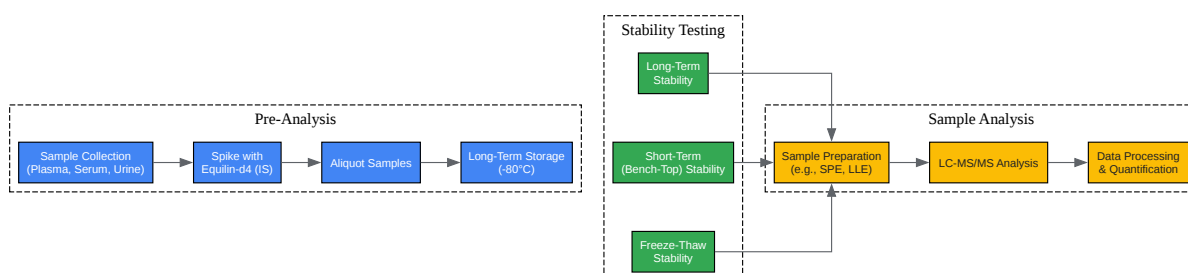 Pre-Analysis
Sample Collection
(Plasma, Serum, Urine)
Spike with
Equilin-d4 (IS)
Aliquot Samples
Long-Term Storage
(-80°C)
Stability Testing
Long-Term
Stability
Short-Term
(Bench-Top) Stability
Freeze-Thaw
Stability
Sample Analysis
Sample Preparation
(e.g., SPE, LLE)
LC-MS/MS Analysis
Data Processing
& Quantification